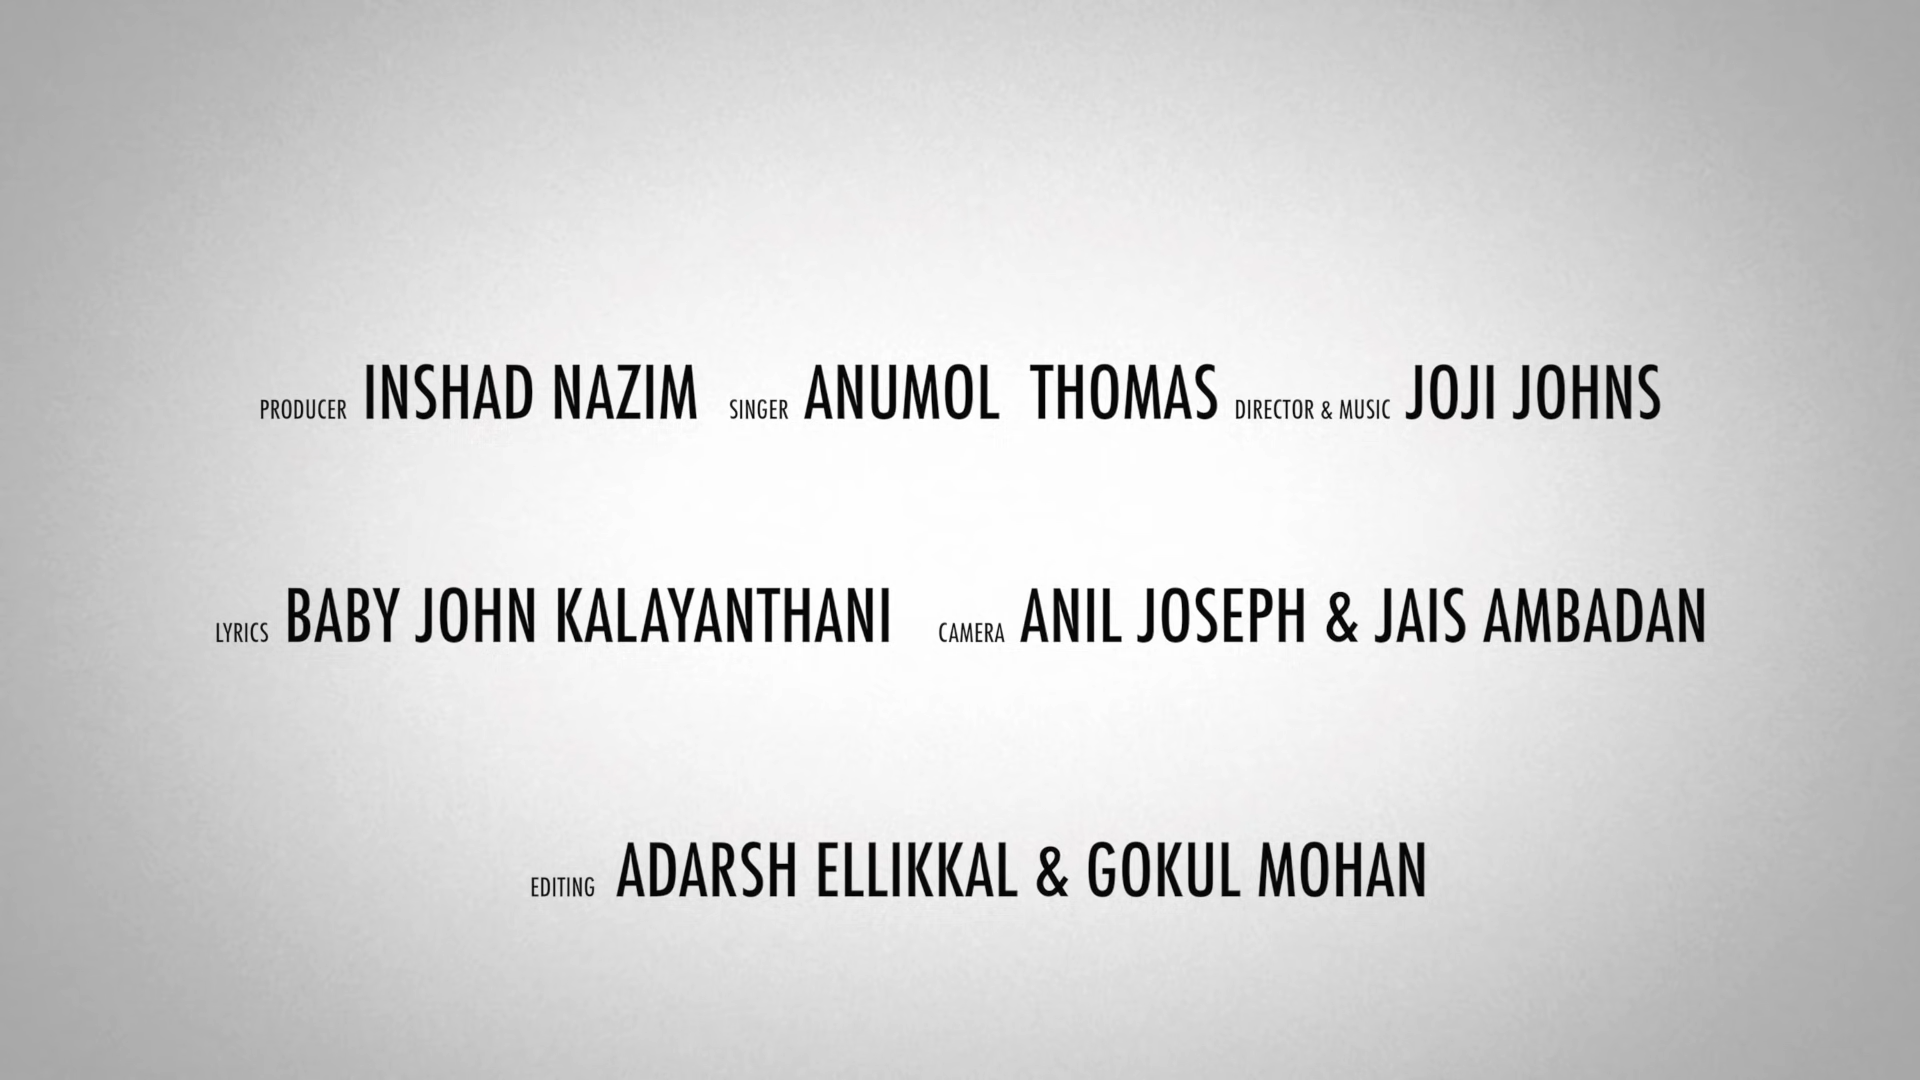 PRODUCER INSHAD NAZIM SINGER ANUMOL THOMAS DIRECTOR & MUSIC JOJI JOHNS
LYRICS BABY JOHN KALAYANTHANI CAMERA ANIL JOSEPH & JAIS AMBADAN
EDITING ADARSH ELLIKKAL & GOKUL MOHAN